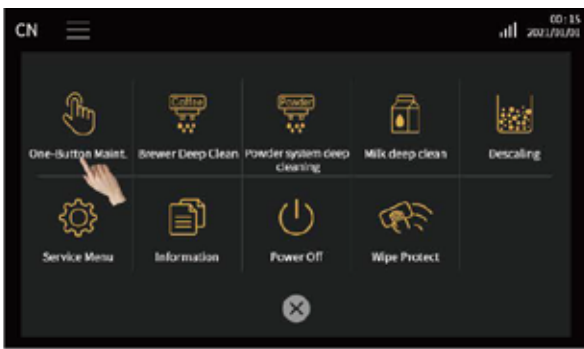 CN
00:15
2021/01/01
Coffee
Powder
One-Button Maint.
Brewer Deep Clean
Powder system deep
cleaning
Milk deep clean
Descaling
Service Menu
Information
Power Off
Wipe Protect